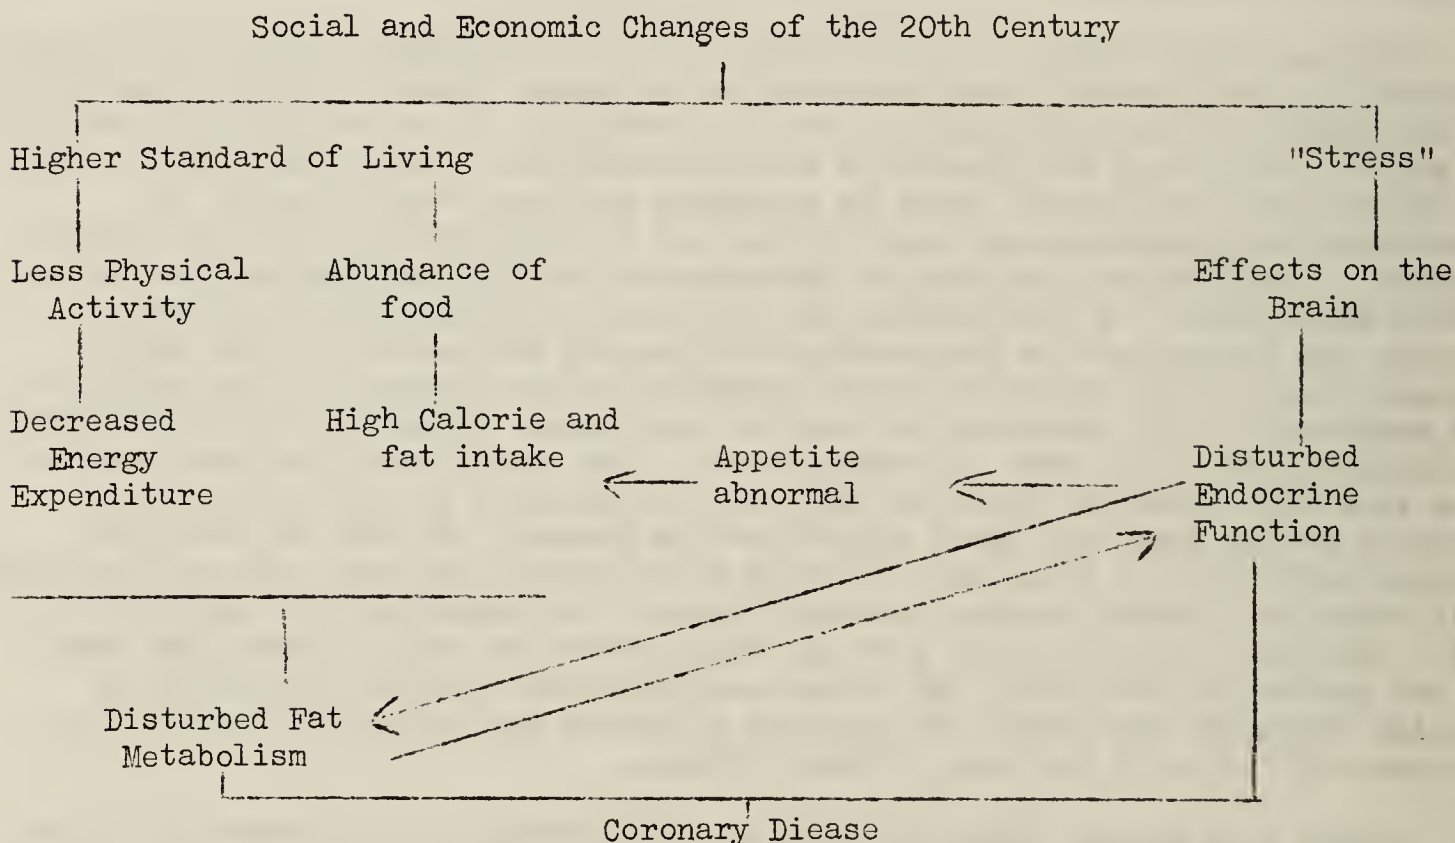 Social and Economic Changes of the 20th Century
Higher Standard of Living
"Stress"
Less Physical
Activity
Abundance of
food
Effects on the
Brain
Decreased
Energy
Expenditure
High Calorie and
fat intake
Appetite
abnormal
Disturbed
Endocrine
Function
Disturbed Fat
Metabolism
Coronary Diease